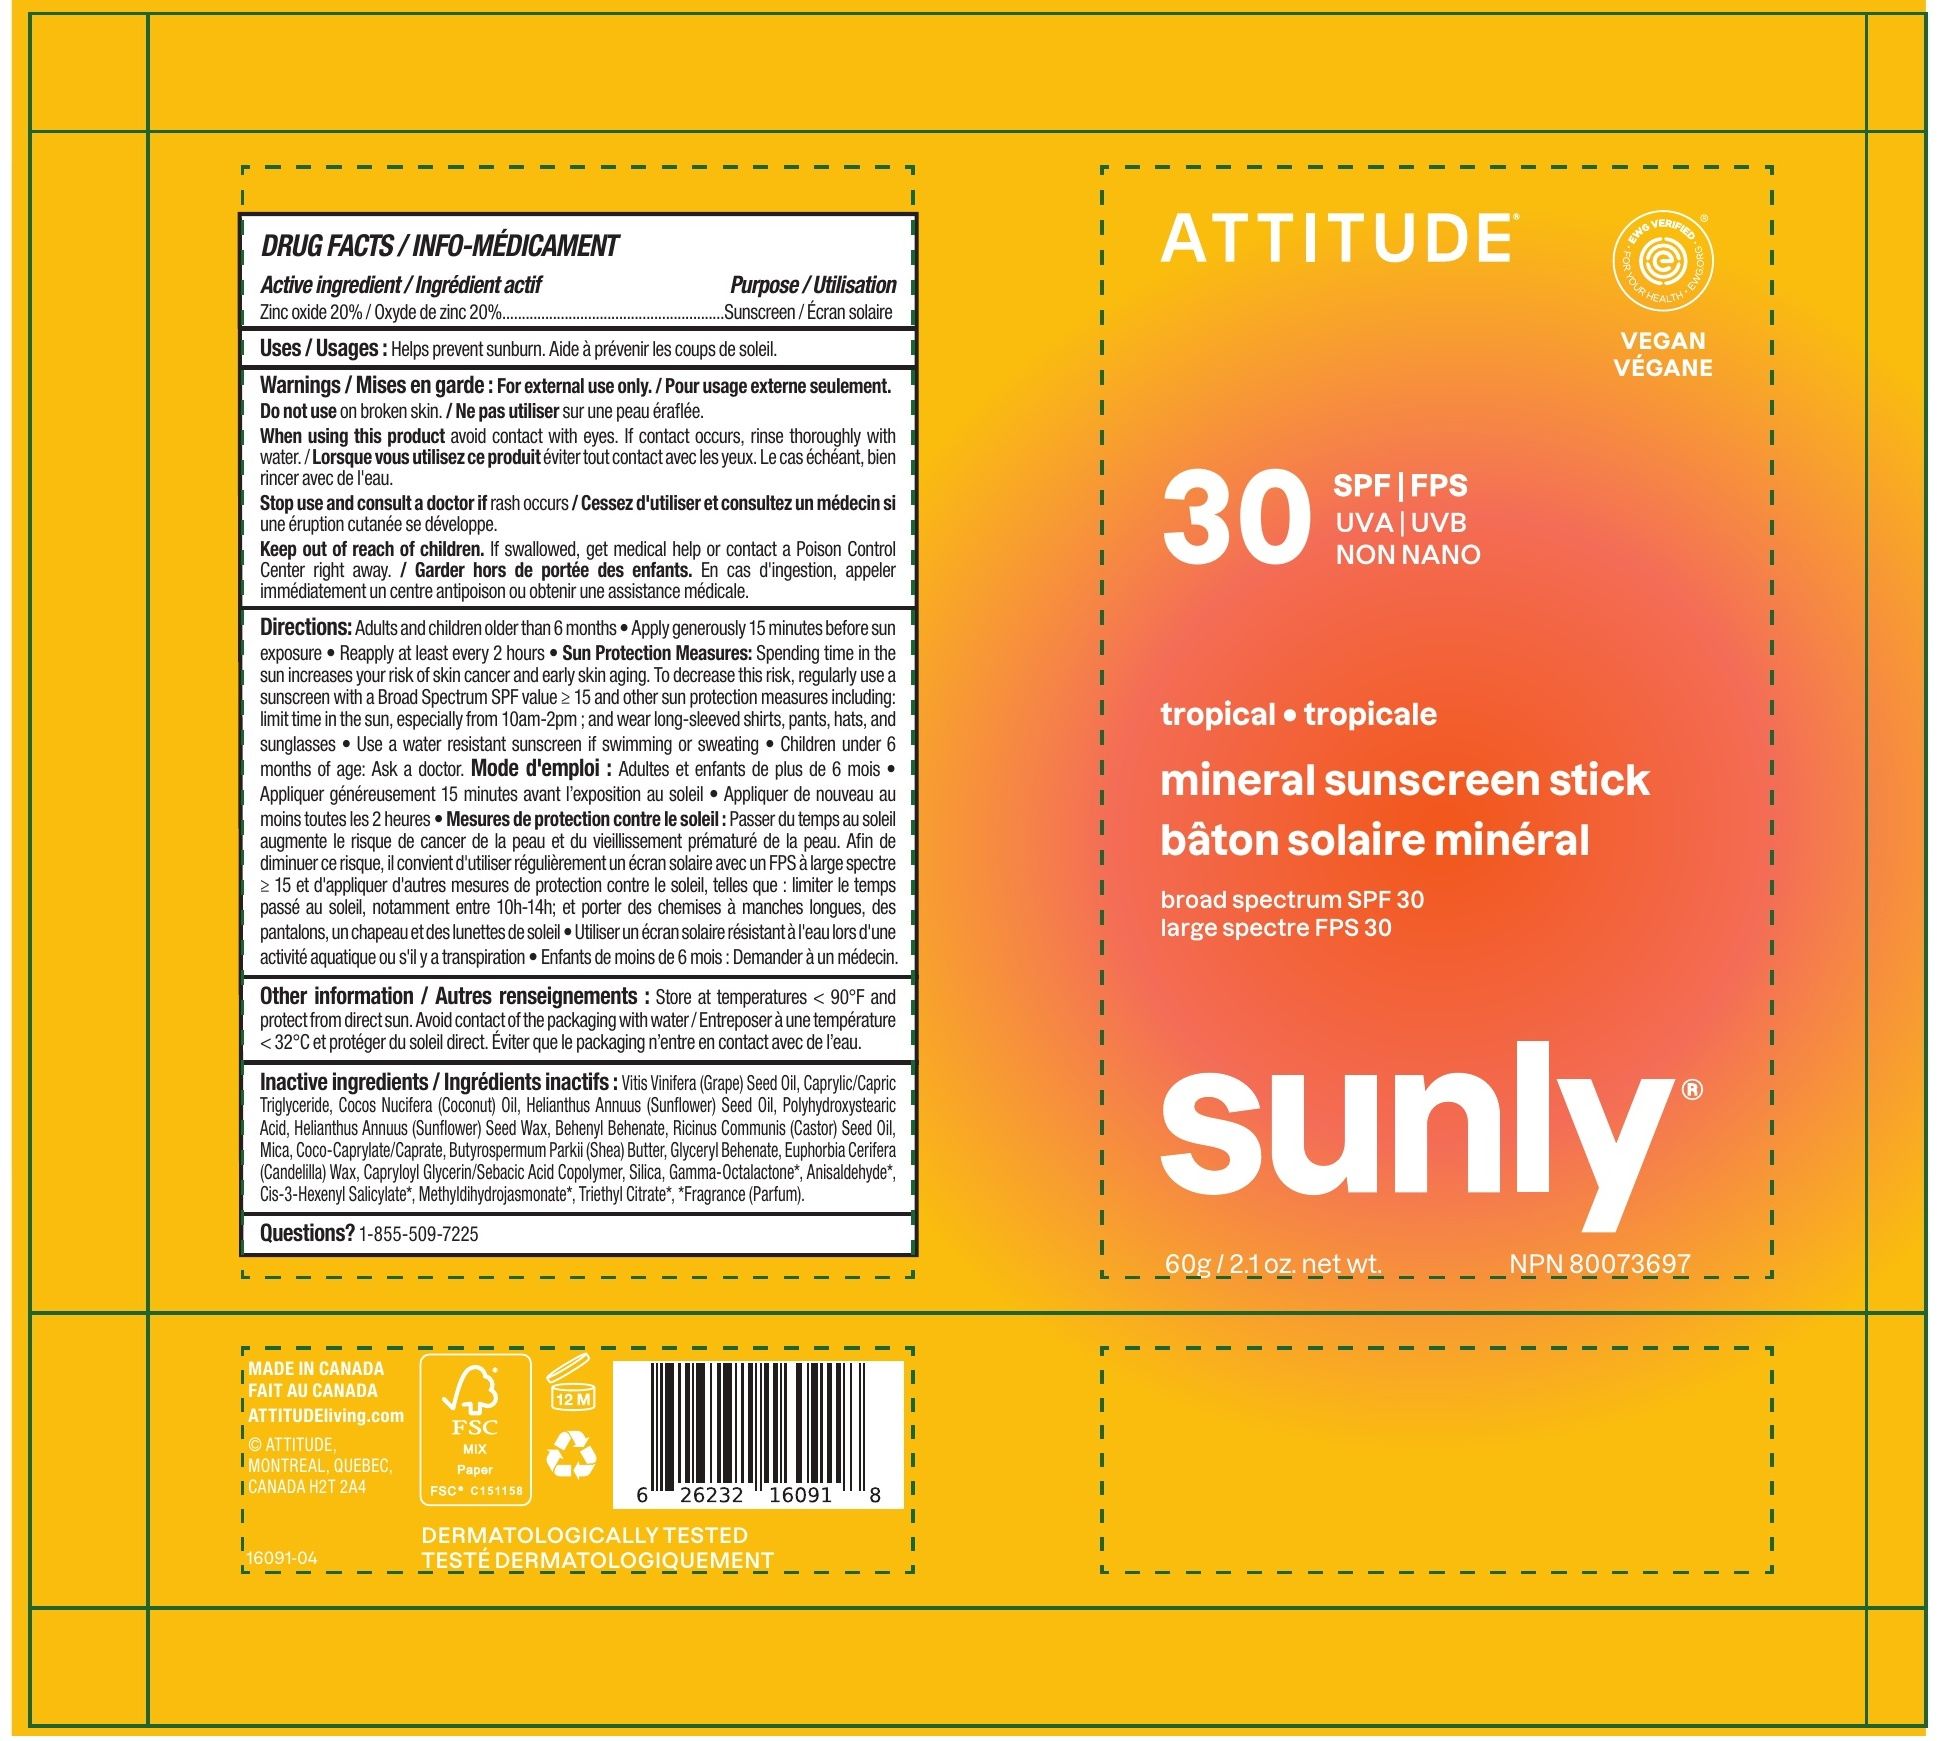 DRUG FACTS / INFO-MÉDICAMENT
Active ingredient / Ingrédient actif Purpose / Utilisation
Zinc oxide 20% / Oxyde de zinc 20%.........................................................Sunscreen / Écran solaire
Uses / Usages : Helps prevent sunburn. Aide à prévenir les coups de soleil.
Warnings / Mises en garde : For external use only. / Pour usage externe seulement.
Do not use on broken skin. / Ne pas utiliser sur une peau éraflée.
When using this product avoid contact with eyes. If contact occurs, rinse thoroughly with
water. / Lorsque vous utilisez ce produit éviter tout contact avec les yeux. Le cas échéant, bien
rincer avec de l'eau.
Stop use and consult a doctor if rash occurs / Cessez d'utiliser et consultez un médecin si
une éruption cutanée se développe.
Keep out of reach of children. If swallowed, get medical help or contact a Poison Control
Center right away. / Garder hors de portée des enfants. En cas d'ingestion, appeler
immédiatement un centre antipoison ou obtenir une assistance médicale.
Directions: Adults and children older than 6 months • Apply generously 15 minutes before sun
exposure • Reapply at least every 2 hours • Sun Protection Measures: Spending time in the
sun increases your risk of skin cancer and early skin aging. To decrease this risk, regularly use a
sunscreen with a Broad Spectrum SPF value ≥ 15 and other sun protection measures including:
limit time in the sun, especially from 10am-2pm ; and wear long-sleeved shirts, pants, hats, and
sunglasses • Use a water resistant sunscreen if swimming or sweating • Children under 6
months of age: Ask a doctor. Mode d'emploi : Adultes et enfants de plus de 6 mois •
Appliquer généreusement 15 minutes avant l’exposition au soleil • Appliquer de nouveau au
moins toutes les 2 heures • Mesures de protection contre le soleil : Passer du temps au soleil
augmente le risque de cancer de la peau et du vieillissement prématuré de la peau. Afin de
diminuer ce risque, il convient d'utiliser régulièrement un écran solaire avec un FPS à large spectre
≥ 15 et d'appliquer d'autres mesures de protection contre le soleil, telles que : limiter le temps
passé au soleil, notamment entre 10h-14h; et porter des chemises à manches longues, des
pantalons, un chapeau et des lunettes de soleil • Utiliser un écran solaire résistant à l'eau lors d'une
activité aquatique ou s'il y a transpiration • Enfants de moins de 6 mois : Demander à un médecin.
Other information / Autres renseignements : Store at temperatures < 90°F and
protect from direct sun. Avoid contact of the packaging with water / Entreposer à une température
< 32°C et protéger du soleil direct. Éviter que le packaging n’entre en contact avec de l’eau.
Inactive ingredients / Ingrédients inactifs : Vitis Vinifera (Grape) Seed Oil, Caprylic/Capric
Triglyceride, Cocos Nucifera (Coconut) Oil, Helianthus Annuus (Sunflower) Seed Oil, Polyhydroxystearic
Acid, Helianthus Annuus (Sunflower) Seed Wax, Behenyl Behenate, Ricinus Communis (Castor) Seed Oil,
Mica, Coco-Caprylate/Caprate, Butyrospermum Parkii (Shea) Butter, Glyceryl Behenate, Euphorbia Cerifera
(Candelilla) Wax, Capryloyl Glycerin/Sebacic Acid Copolymer, Silica, Gamma-Octalactone*, Anisaldehyde*,
Cis-3-Hexenyl Salicylate*, Methyldihydrojasmonate*, Triethyl Citrate*, *Fragrance (Parfum).
Questions? 1-855-509-7225
ATTITUDE®
EWG VERIFIED • FOR YOUR HEALTH • EWG.ORG ®
VEGAN
VÉGANE
30
SPF | FPS
UVA | UVB
NON NANO
tropical • tropicale
mineral sunscreen stick
bâton solaire minéral
broad spectrum SPF 30
large spectre FPS 30
sunly®
60g / 2.1 oz. net wt. NPN 80073697
MADE IN CANADA
FAIT AU CANADA
ATTITUDEliving.com
© ATTITUDE,
MONTREAL, QUEBEC,
CANADA H2T 2A4
16091-04
FSC
MIX
Paper
FSC® C151158
12 M
6 26232 16091 8
DERMATOLOGICALLY TESTED
TESTÉ DERMATOLOGIQUEMENT